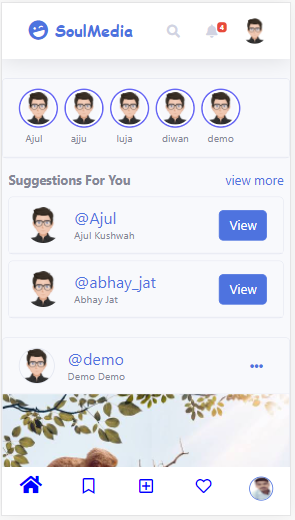 SoulMedia
4
Ajul ajju luja diwan demo
Suggestions For You view more
@Ajul
Ajul Kushwah
View
@abhay_jat
Abhay Jat
View
@demo
Demo Demo